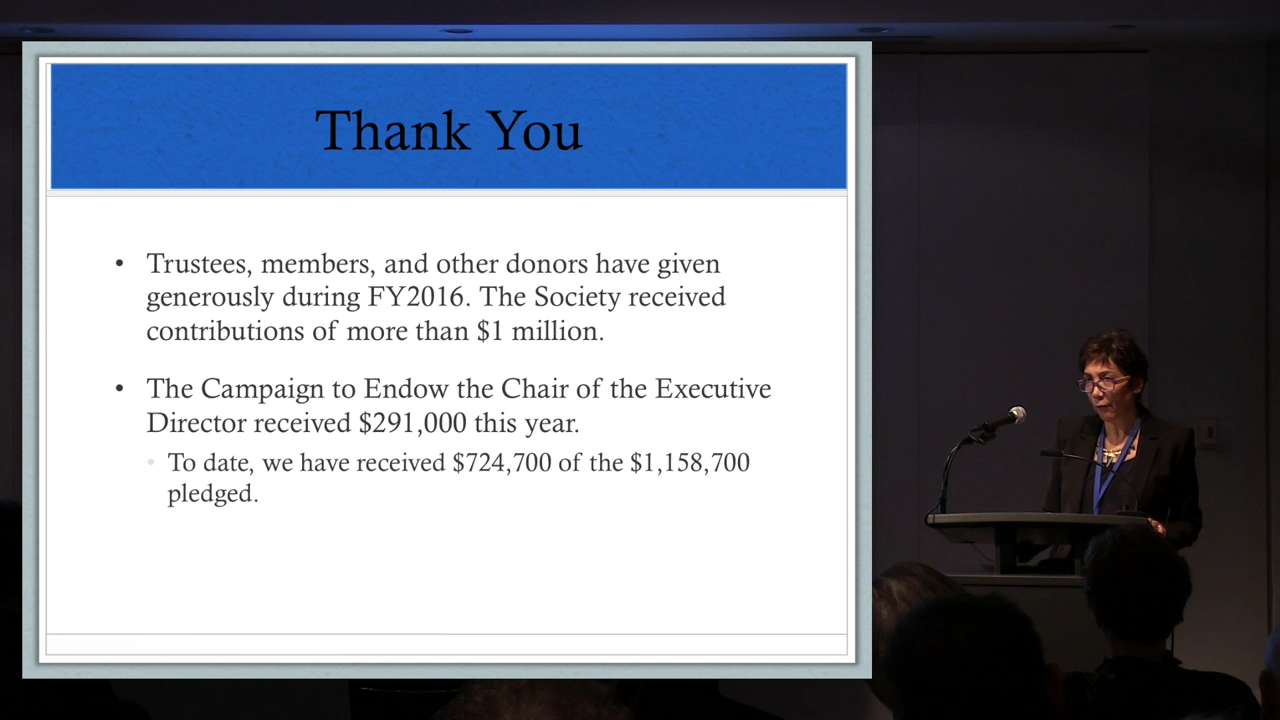 Thank You
• Trustees, members, and other donors have given
generously during FY2016. The Society received
contributions of more than $1 million.
• The Campaign to Endow the Chair of the Executive
Director received $291,000 this year.
• To date, we have received $724,700 of the $1,158,700
pledged.